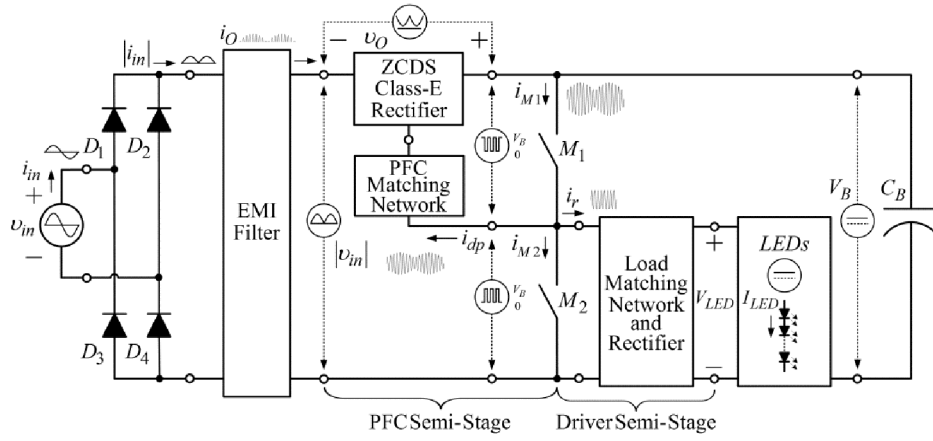 |i_in|
i_O
− υ_O +
ZCDS
Class-E
Rectifier
i_M1
V_B
0
M_1
D_1
D_2
PFC
Matching
Network
i_in
+
υ_in
−
EMI
Filter
|υ_in|
i_dp
i_r
i_M2
V_B
0
M_2
Load
Matching
Network
and
Rectifier
+
V_LED
−
LEDs
I_LED
V_B
C_B
D_3
D_4
PFC Semi-Stage
Driver Semi-Stage